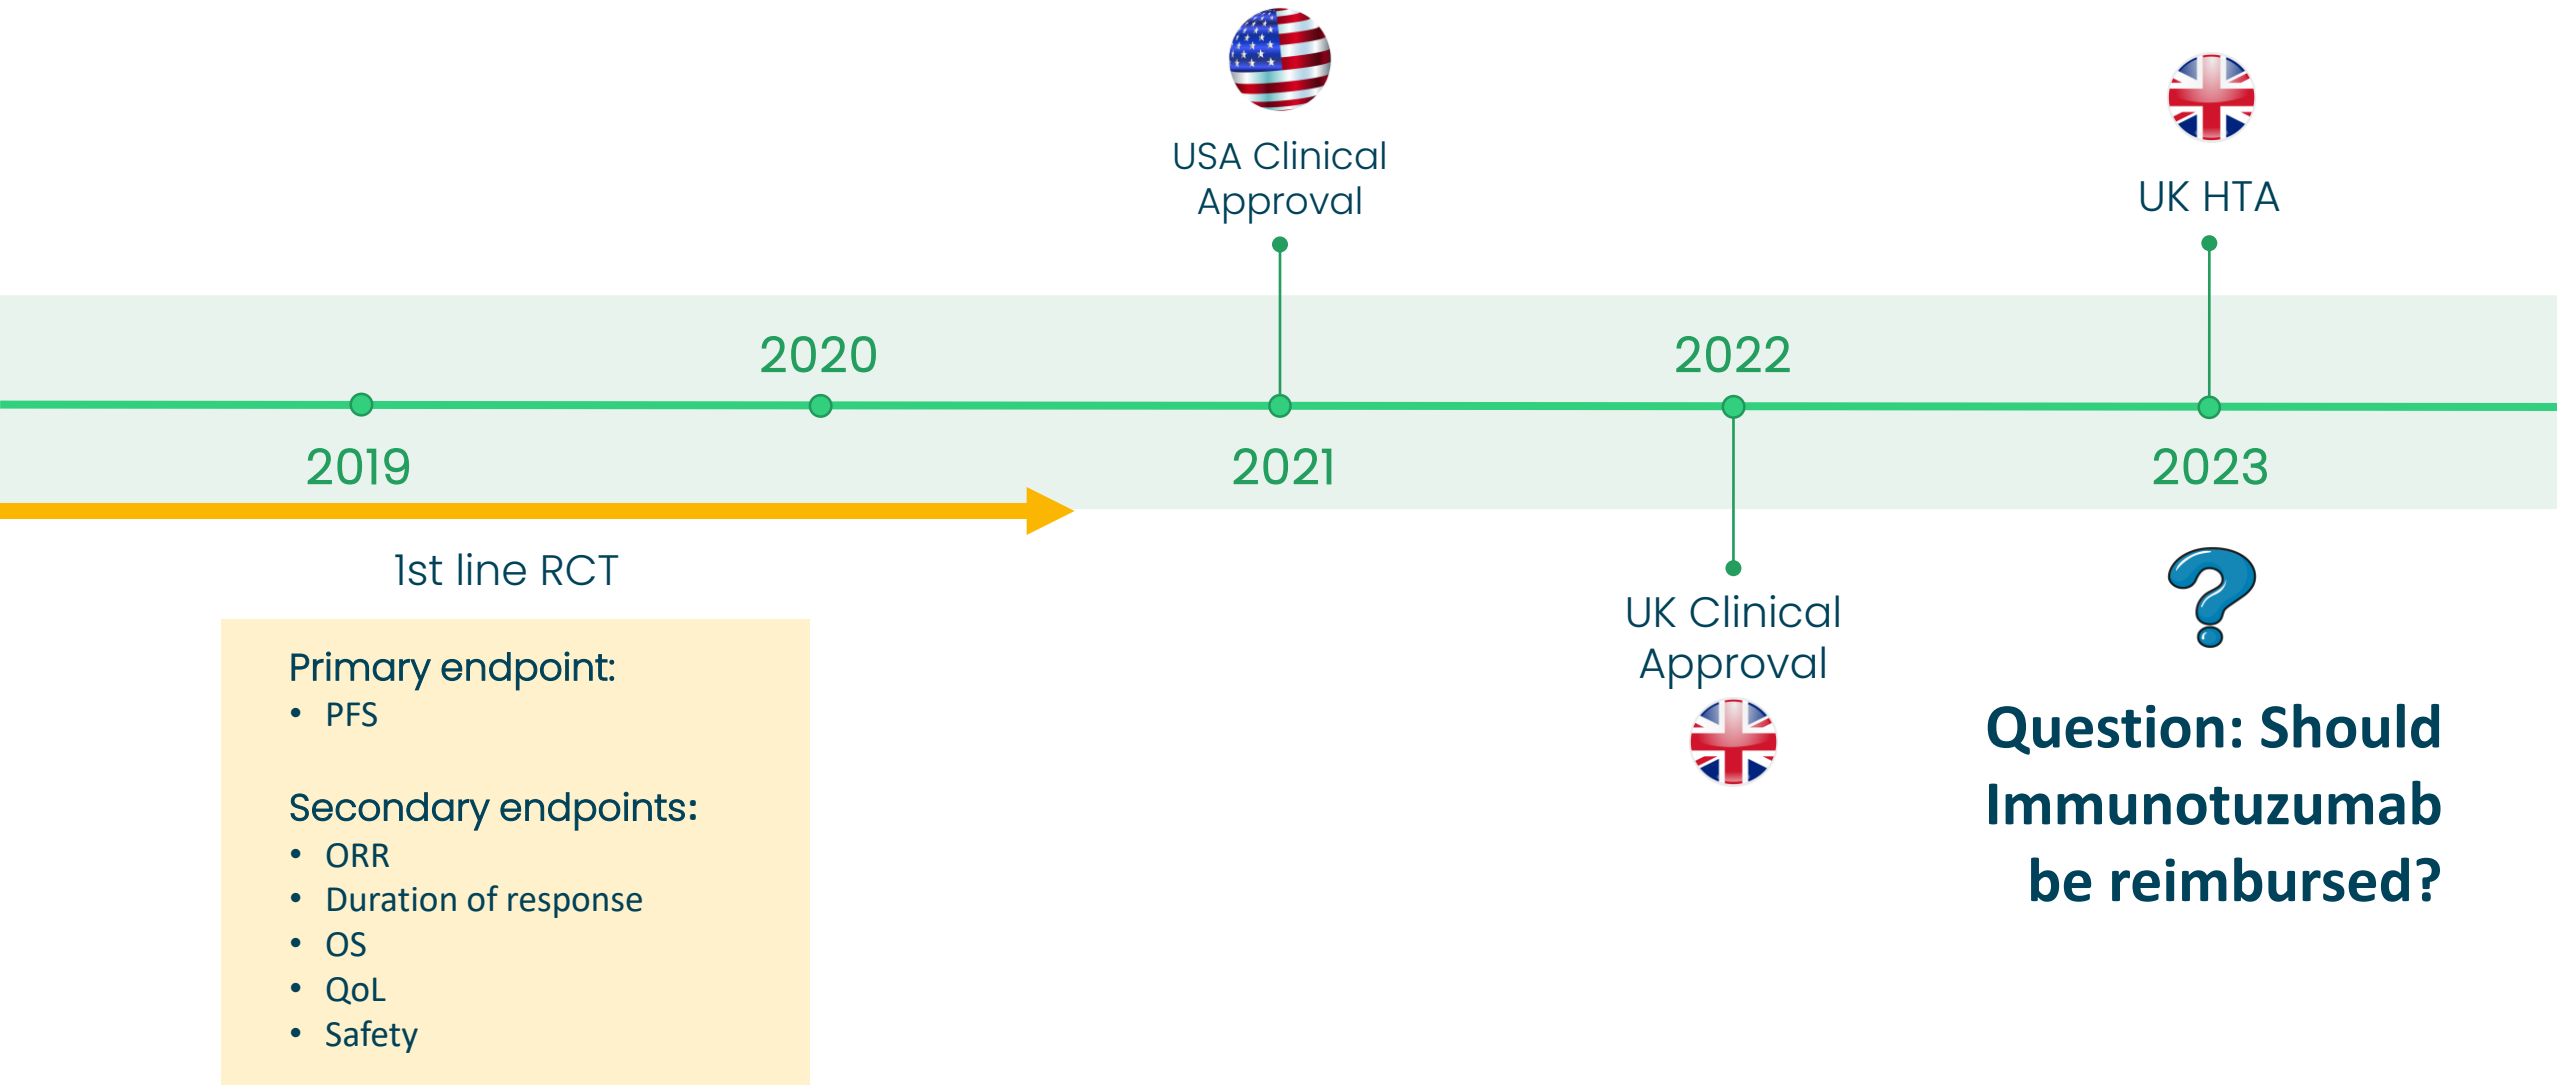 USA Clinical
Approval
UK HTA
2020
2022
2019
2021
2023
1st line RCT
Primary endpoint:
• PFS
Secondary endpoints:
• ORR
• Duration of response
• OS
• QoL
• Safety
UK Clinical
Approval
Question: Should
Immunotuzumab
be reimbursed?